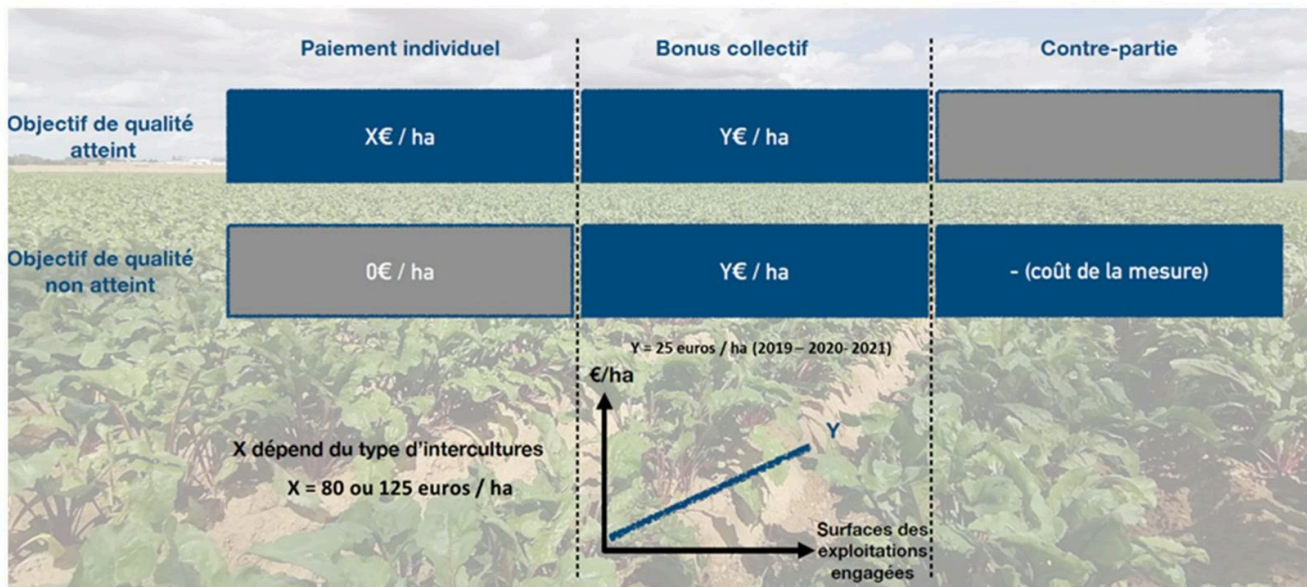 Paiement individuel
Bonus collectif
Contre-partie
Objectif de qualité
atteint
X€ / ha
Y€ / ha
Objectif de qualité
non atteint
0€ / ha
Y€ / ha
- (coût de la mesure)
Y = 25 euros / ha (2019 – 2020- 2021)
€/ha
Y
X dépend du type d'intercultures
X = 80 ou 125 euros / ha
Surfaces des
exploitations
engagées